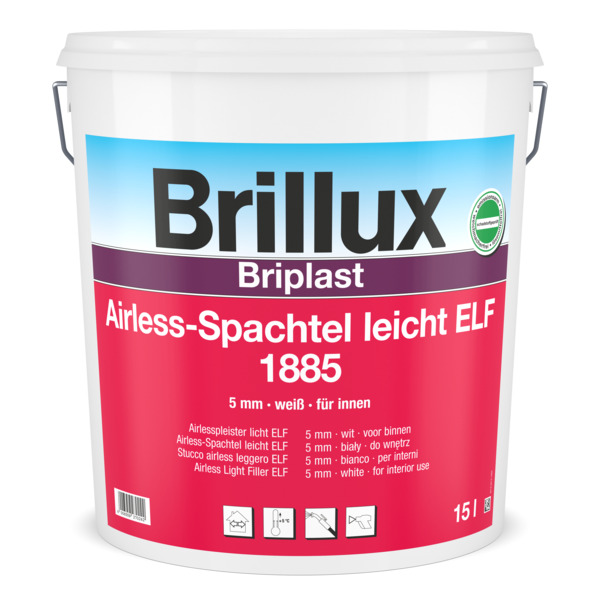 Brillux
Briplast
Airless-Spachtel leicht ELF
1885
5 mm · weiß · für innen
Airlesspleister licht ELF 5 mm · wit · voor binnen
Airless-Spachtel leicht ELF 5 mm · biały · do wnętrz
Stucco airless leggero ELF 5 mm · bianco · per interni
Airless Light Filler ELF 5 mm · white · for interior use
+5°C
15 l